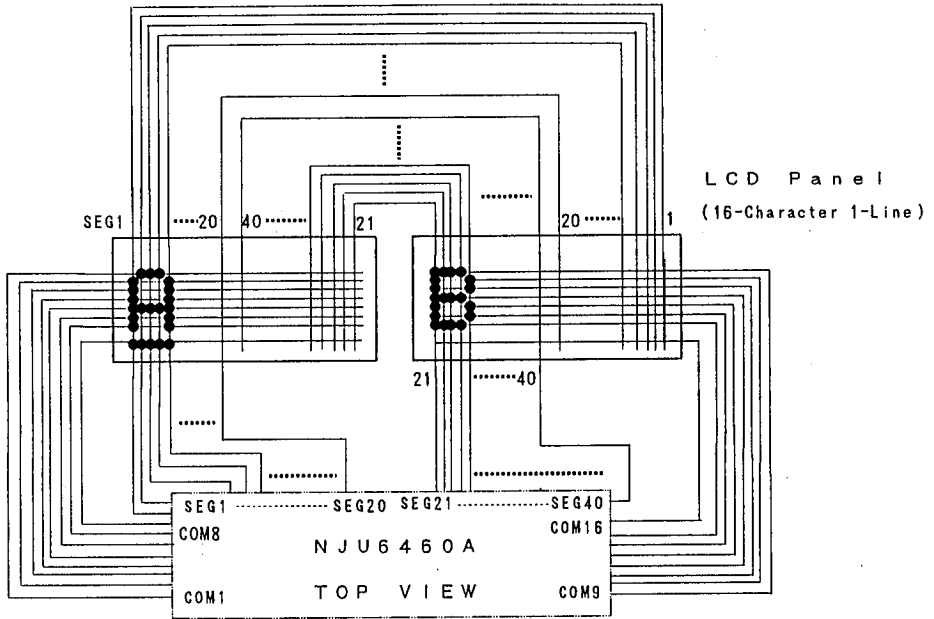 LCD Panel
(16-Character 1-Line)
SEG1 ·····20 40········ 21
20······ 1
21 ·······40
SEG1 ············ SEG20 SEG21 ············ SEG40
COM8
COM16
NJU6460A
COM1
TOP VIEW
COM9